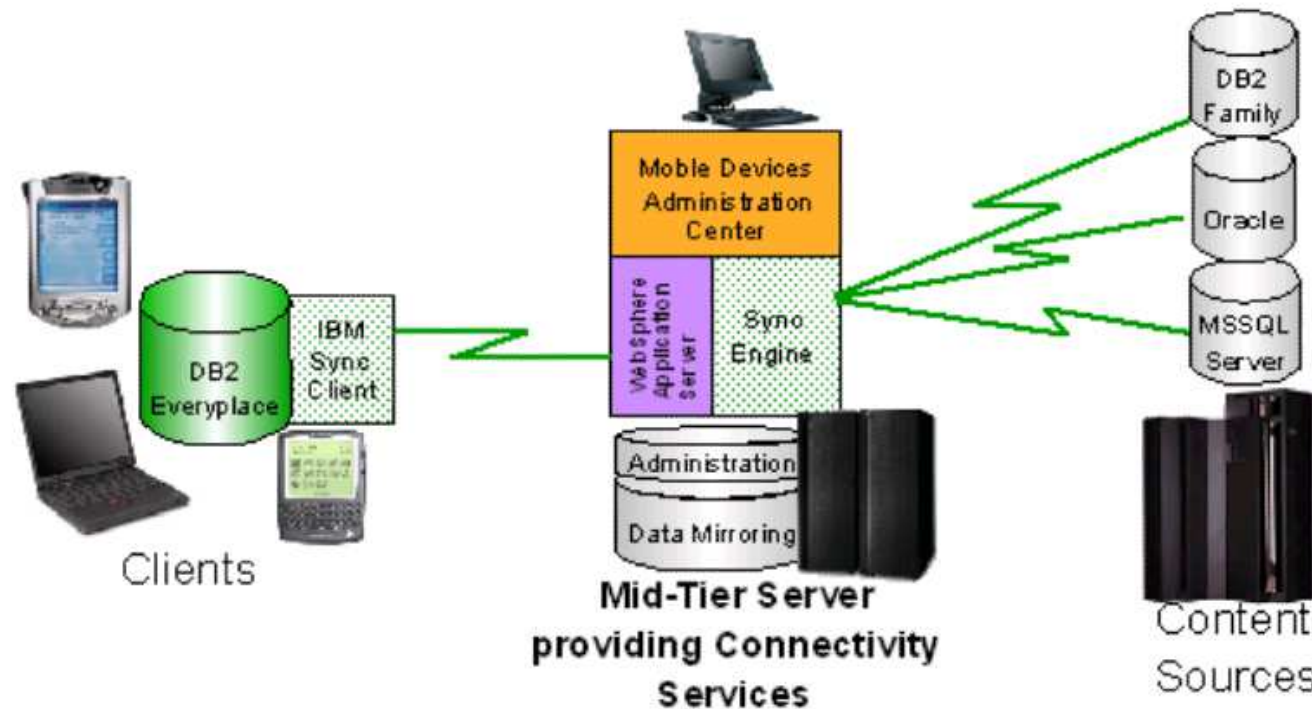 DB2
Family
Oracle
MSSQL
Server
Moble Devices
Administration
Center
Websphere
Application
server
Sync
Engine
IBM
Sync
Client
DB2
Everyplace
Administration
Data Mirroring
Clients
Mid-Tier Server
providing Connectivity
Services
Content
Sources